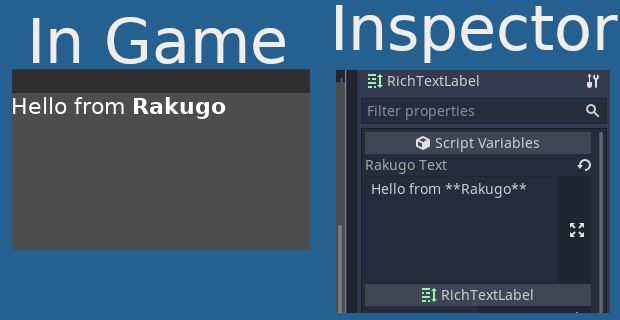 In Game
Hello from Rakugo
Inspector
RichTextLabel
Filter properties
Script Variables
Rakugo Text
Hello from **Rakugo**
RichTextLabel